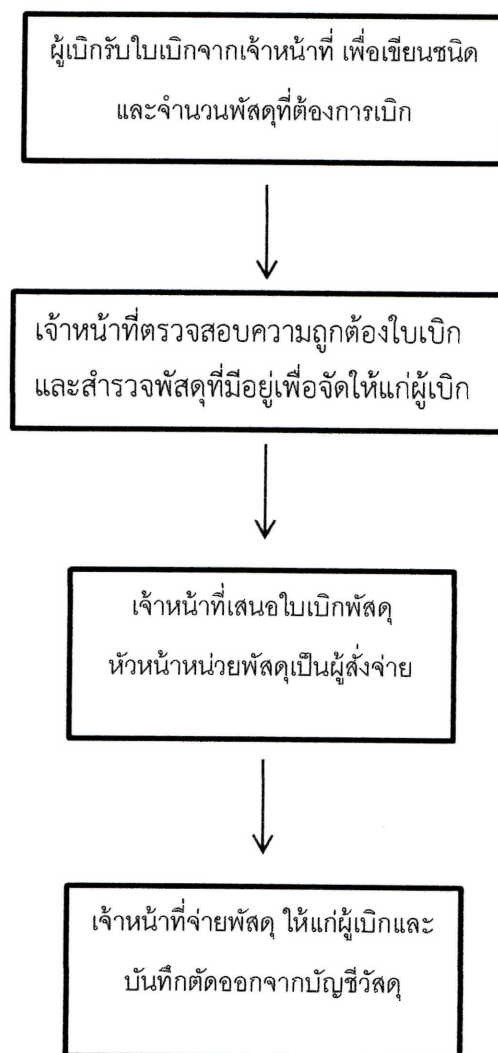 ผู้เบิกรับใบเบิกจากเจ้าหน้าที่ เพื่อเขียนชนิด
และจำนวนพัสดุที่ต้องการเบิก
เจ้าหน้าที่ตรวจสอบความถูกต้องใบเบิก
และสำรวจพัสดุที่มีอยู่เพื่อจัดให้แก่ผู้เบิก
เจ้าหน้าที่เสนอใบเบิกพัสดุ
หัวหน้าหน่วยพัสดุเป็นผู้สั่งจ่าย
เจ้าหน้าที่จ่ายพัสดุ ให้แก่ผู้เบิกและ
บันทึกตัดออกจากบัญชีวัสดุ